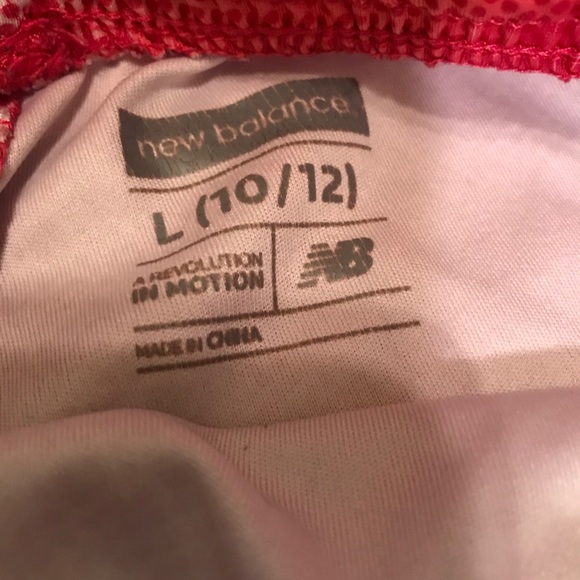 new balance
L (10/12)
A REVOLUTION
IN MOTION
NB
MADE IN CHINA